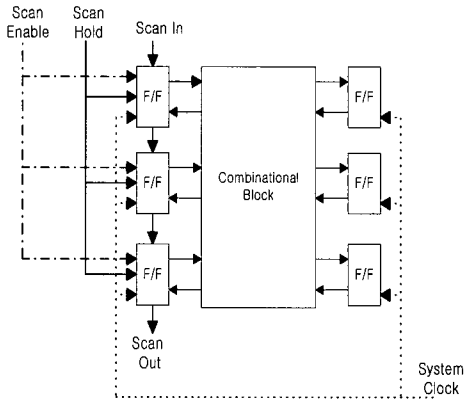 Scan
Enable
Scan
Hold
Scan In
F/F
F/F
F/F
Combinational
Block
F/F
F/F
F/F
Scan
Out
System
Clock